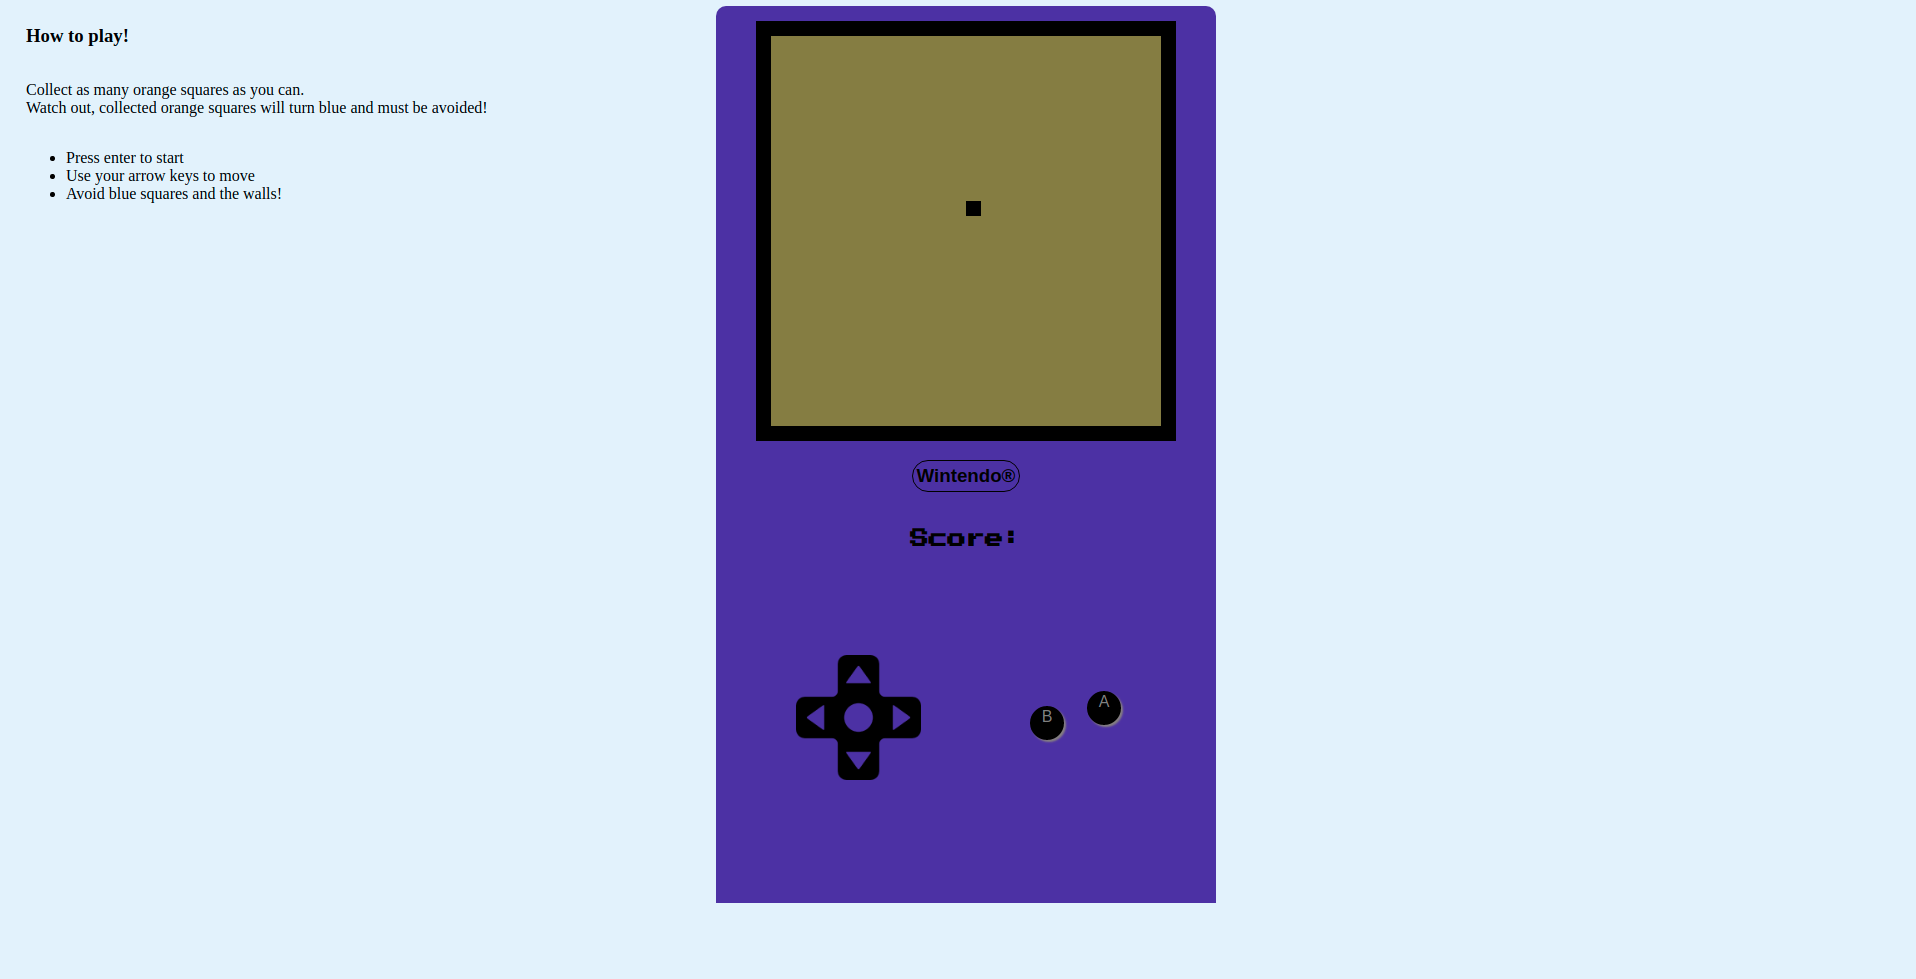 How to play!
Collect as many orange squares as you can.
Watch out, collected orange squares will turn blue and must be avoided!
• Press enter to start
• Use your arrow keys to move
• Avoid blue squares and the walls!
Wintendo®
Score:
A
B